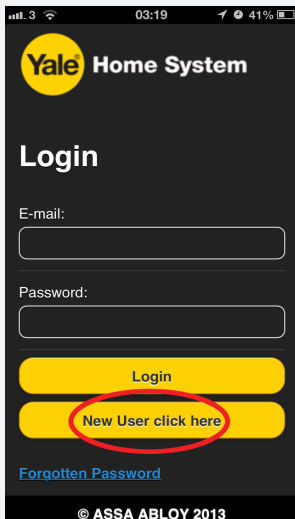 3 03:19 41%
Yale Home System
Login
E-mail:
Password:
Login
New User click here
Forgotten Password
© ASSA ABLOY 2013